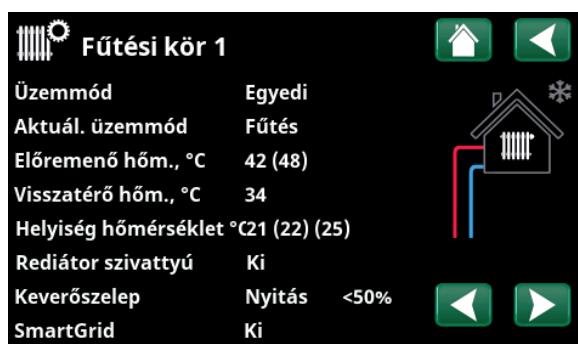 Fűtési kör 1
Üzemmód Egyedi
Aktuál. üzemmód Fűtés
Előremenő hőm., °C 42 (48)
Visszatérő hőm., °C 34
Helyiség hőmérséklet °C 21 (22) (25)
Rediátor szivattyú Ki
Keverőszelep Nyitás <50%
SmartGrid Ki